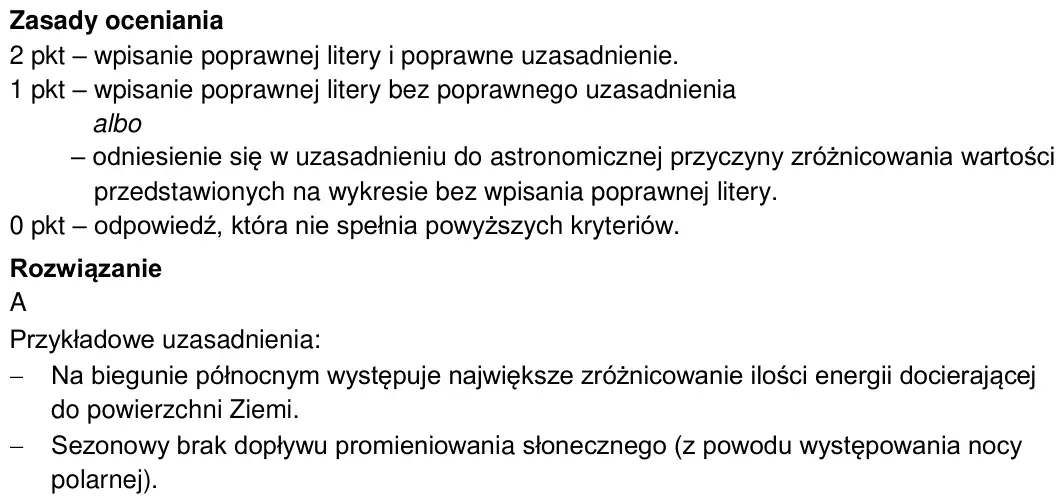 Zasady oceniania
2 pkt – wpisanie poprawnej litery i poprawne uzasadnienie.
1 pkt – wpisanie poprawnej litery bez poprawnego uzasadnienia
albo
– odniesienie się w uzasadnieniu do astronomicznej przyczyny zróżnicowania wartości
przedstawionych na wykresie bez wpisania poprawnej litery.
0 pkt – odpowiedź, która nie spełnia powyższych kryteriów.
Rozwiązanie
A
Przykładowe uzasadnienia:
– Na biegunie północnym występuje największe zróżnicowanie ilości energii docierającej
do powierzchni Ziemi.
– Sezonowy brak dopływu promieniowania słonecznego (z powodu występowania nocy
polarnej).